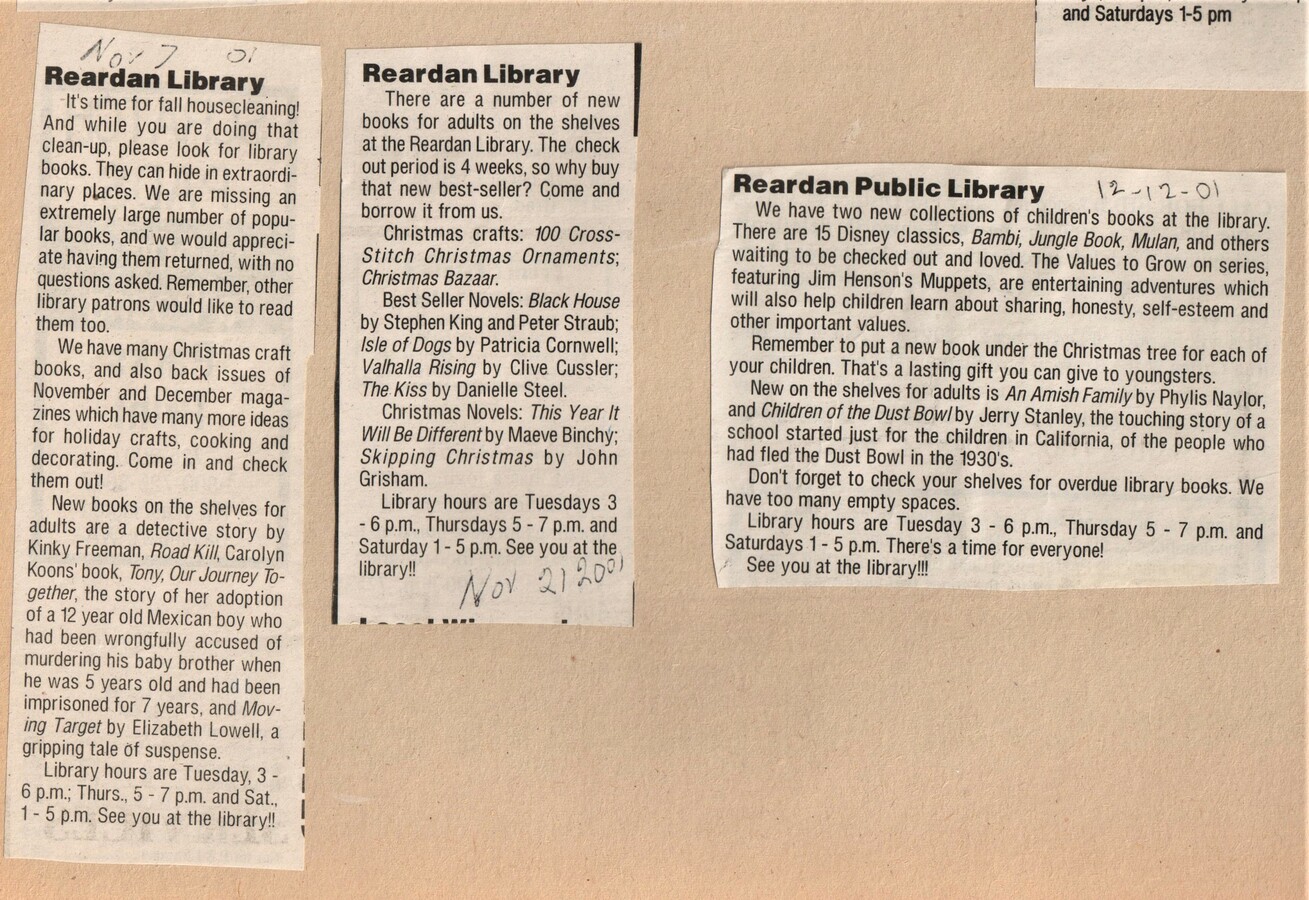 Nov 7 01
Reardan Library
It's time for fall housecleaning!
And while you are doing that
clean-up, please look for library
books. They can hide in extraordi-
nary places. We are missing an
extremely large number of popu-
lar books, and we would appreci-
ate having them returned, with no
questions asked. Remember, other
library patrons would like to read
them too.
We have many Christmas craft
books, and also back issues of
November and December maga-
zines which have many more ideas
for holiday crafts, cooking and
decorating. Come in and check
them out!
New books on the shelves for
adults are a detective story by
Kinky Freeman, Road Kill, Carolyn
Koons' book, Tony, Our Journey To-
gether, the story of her adoption
of a 12 year old Mexican boy who
had been wrongfully accused of
murdering his baby brother when
he was 5 years old and had been
imprisoned for 7 years, and Mov-
ing Target by Elizabeth Lowell, a
gripping tale of suspense.
Library hours are Tuesday, 3 -
6 p.m.; Thurs., 5 - 7 p.m. and Sat.,
1 - 5 p.m. See you at the library!!
Reardan Library
There are a number of new
books for adults on the shelves
at the Reardan Library. The check
out period is 4 weeks, so why buy
that new best-seller? Come and
borrow it from us.
Christmas crafts: 100 Cross-
Stitch Christmas Ornaments;
Christmas Bazaar.
Best Seller Novels: Black House
by Stephen King and Peter Straub;
Isle of Dogs by Patricia Cornwell;
Valhalla Rising by Clive Cussler;
The Kiss by Danielle Steel.
Christmas Novels: This Year It
Will Be Different by Maeve Binchy;
Skipping Christmas by John
Grisham.
Library hours are Tuesdays 3
- 6 p.m., Thursdays 5 - 7 p.m. and
Saturday 1 - 5 p.m. See you at the
library!!
Nov 21 2001
and Saturdays 1-5 pm
Reardan Public Library 12-12-01
We have two new collections of children's books at the library.
There are 15 Disney classics, Bambi, Jungle Book, Mulan, and others
waiting to be checked out and loved. The Values to Grow on series,
featuring Jim Henson's Muppets, are entertaining adventures which
will also help children learn about sharing, honesty, self-esteem and
other important values.
Remember to put a new book under the Christmas tree for each of
your children. That's a lasting gift you can give to youngsters.
New on the shelves for adults is An Amish Family by Phylis Naylor,
and Children of the Dust Bowl by Jerry Stanley, the touching story of a
school started just for the children in California, of the people who
had fled the Dust Bowl in the 1930's.
Don't forget to check your shelves for overdue library books. We
have too many empty spaces.
Library hours are Tuesday 3 - 6 p.m., Thursday 5 - 7 p.m. and
Saturdays 1 - 5 p.m. There's a time for everyone!
See you at the library!!!